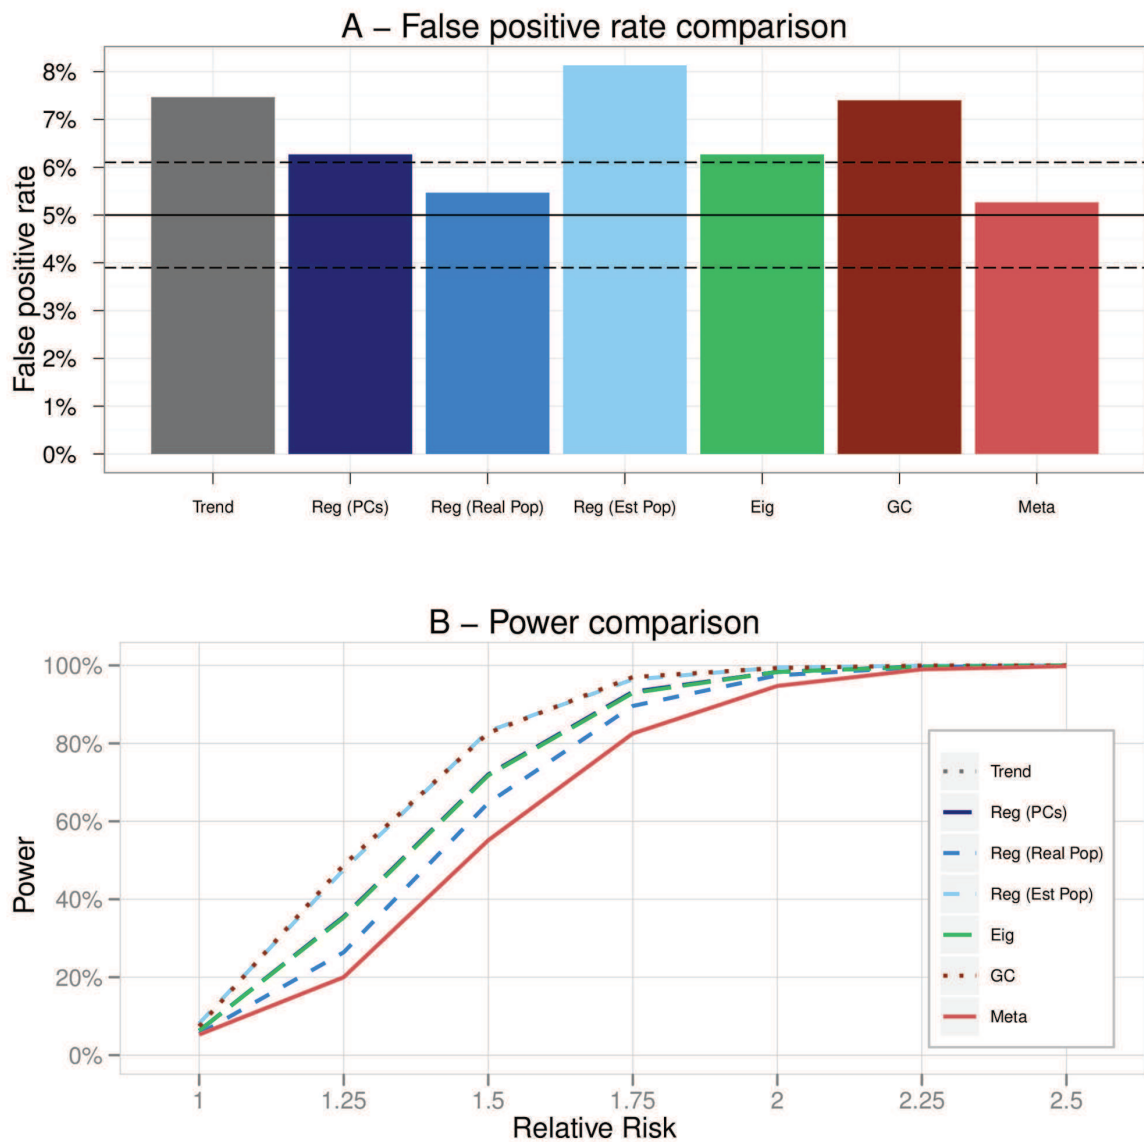 A – False positive rate comparison
False positive rate
8%
7%
6%
5%
4%
3%
2%
1%
0%
Trend Reg (PCs) Reg (Real Pop) Reg (Est Pop) Eig GC Meta
B – Power comparison
Power
100%
80%
60%
40%
20%
0%
Trend
Reg (PCs)
Reg (Real Pop)
Reg (Est Pop)
Eig
GC
Meta
1 1.25 1.5 1.75 2 2.25 2.5
Relative Risk